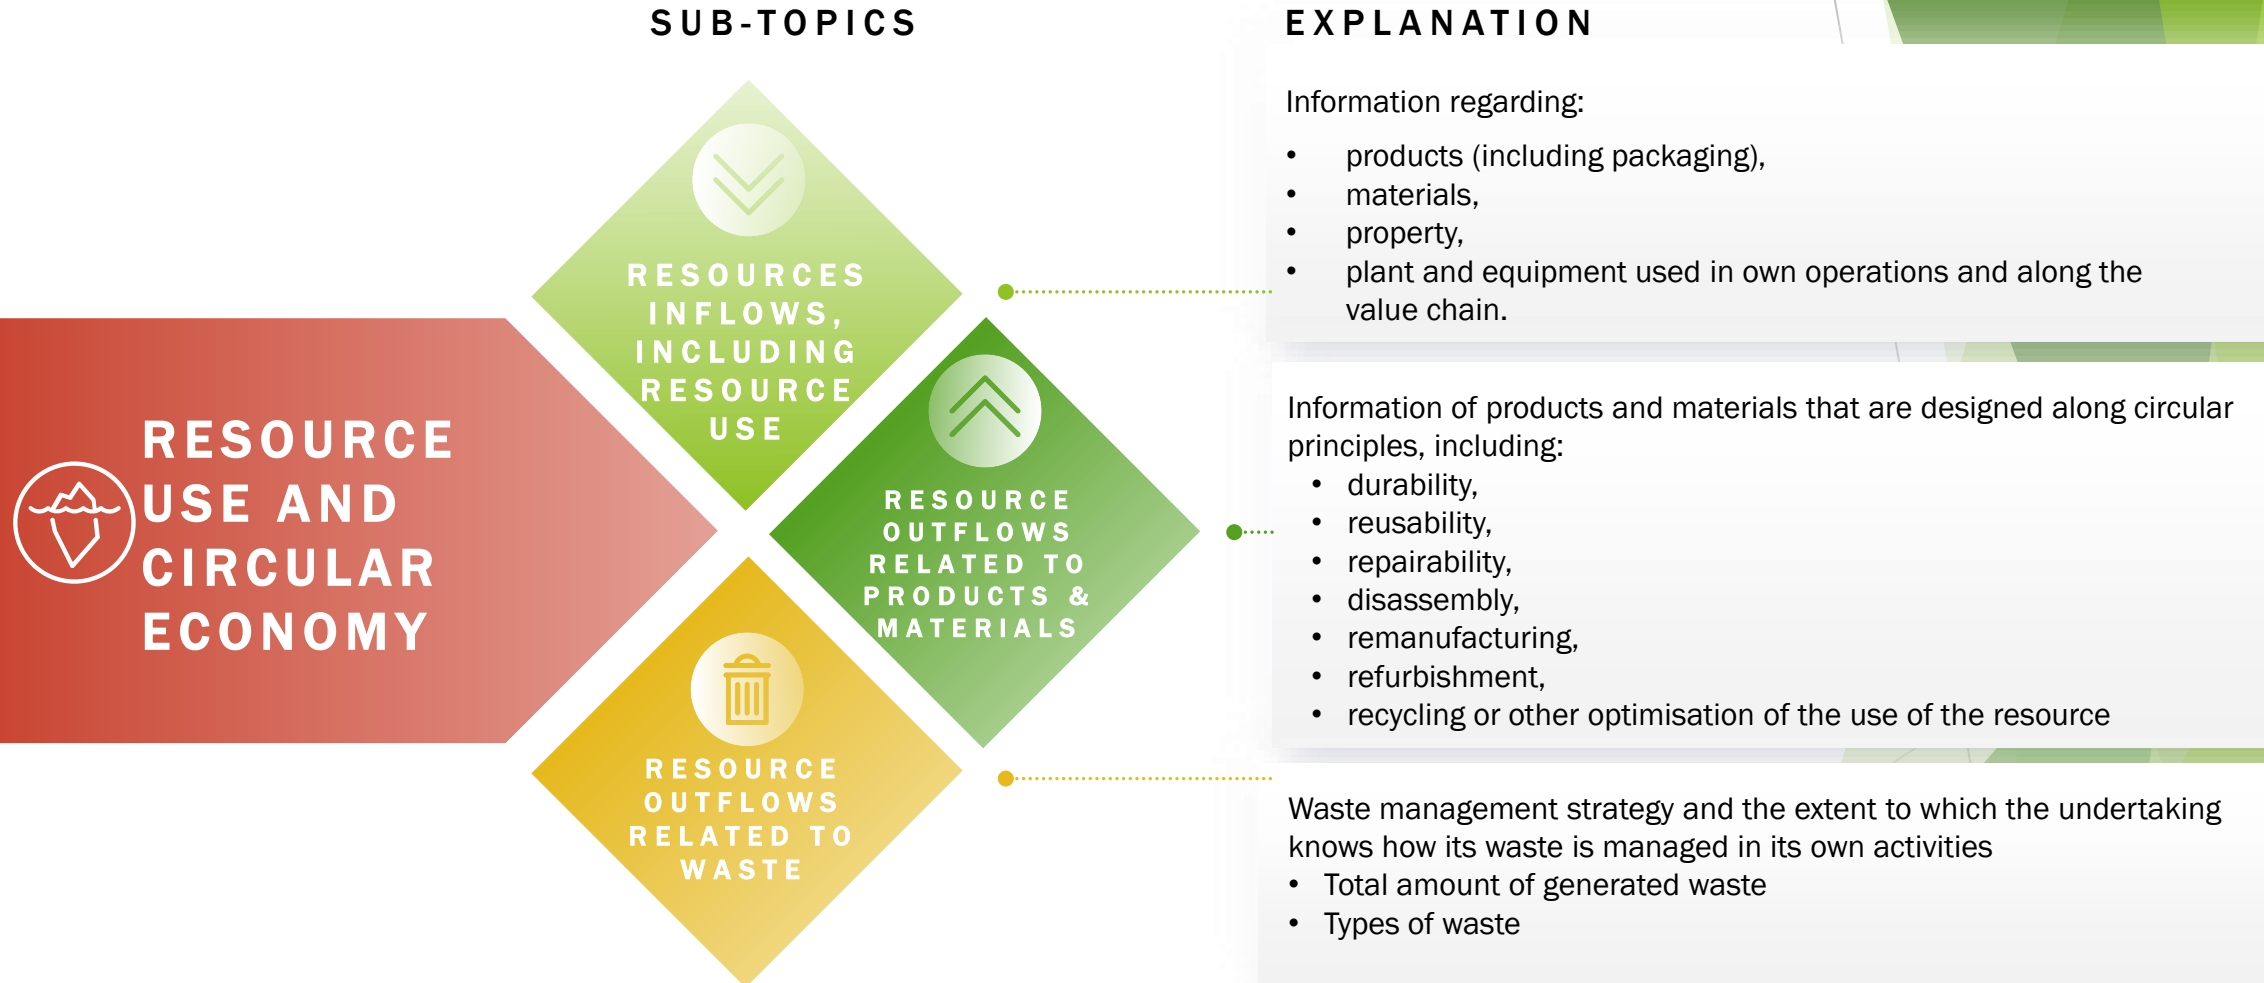 SUB-TOPICS
EXPLANATION
RESOURCE
USE AND
CIRCULAR
ECONOMY
RESOURCES
INFLOWS,
INCLUDING
RESOURCE
USE
Information regarding:
• products (including packaging),
• materials,
• property,
• plant and equipment used in own operations and along the
value chain.
RESOURCE
OUTFLOWS
RELATED TO
PRODUCTS &
MATERIALS
Information of products and materials that are designed along circular
principles, including:
• durability,
• reusability,
• repairability,
• disassembly,
• remanufacturing,
• refurbishment,
• recycling or other optimisation of the use of the resource
RESOURCE
OUTFLOWS
RELATED TO
WASTE
Waste management strategy and the extent to which the undertaking
knows how its waste is managed in its own activities
• Total amount of generated waste
• Types of waste